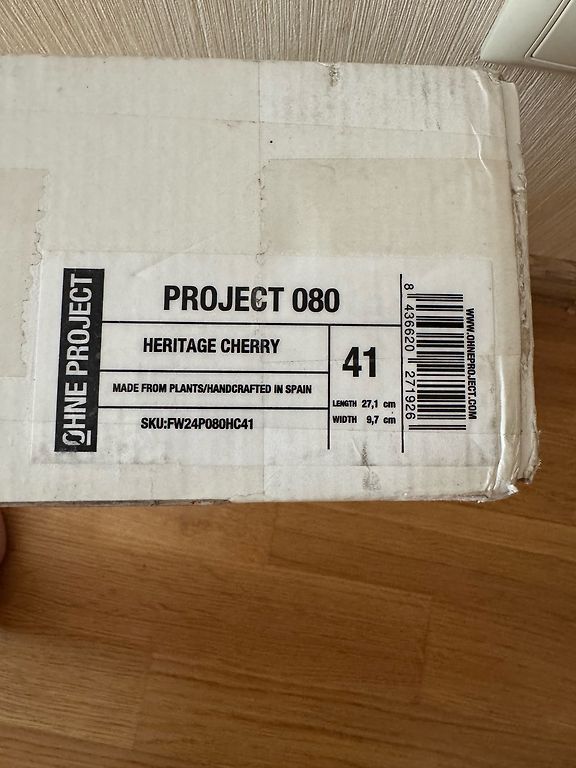 OHNE PROJECT
PROJECT 080
HERITAGE CHERRY
MADE FROM PLANTS/HANDCRAFTED IN SPAIN
SKU:FW24P080HC41
41
LENGTH 27,1 cm
WIDTH 9,7 cm
8 436620 271926
WWW.OHNEPROJECT.COM